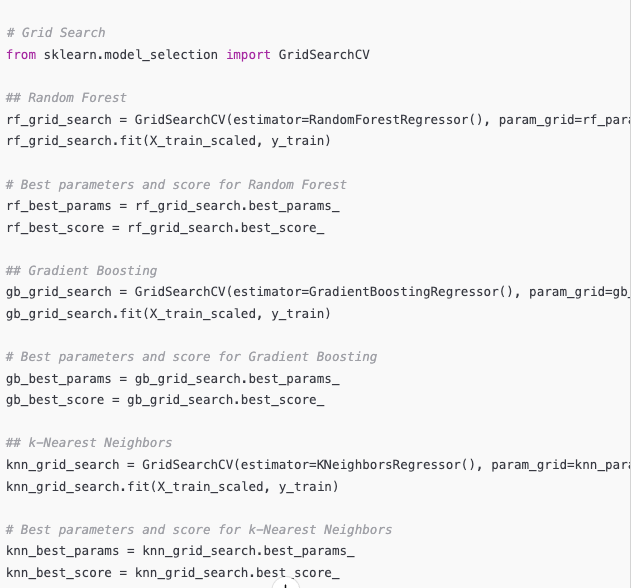 # Grid Search
from sklearn.model_selection import GridSearchCV
## Random Forest
rf_grid_search = GridSearchCV(estimator=RandomForestRegressor(), param_grid=rf_para
rf_grid_search.fit(X_train_scaled, y_train)
# Best parameters and score for Random Forest
rf_best_params = rf_grid_search.best_params_
rf_best_score = rf_grid_search.best_score_
## Gradient Boosting
gb_grid_search = GridSearchCV(estimator=GradientBoostingRegressor(), param_grid=gb_
gb_grid_search.fit(X_train_scaled, y_train)
# Best parameters and score for Gradient Boosting
gb_best_params = gb_grid_search.best_params_
gb_best_score = gb_grid_search.best_score_
## k-Nearest Neighbors
knn_grid_search = GridSearchCV(estimator=KNeighborsRegressor(), param_grid=knn_para
knn_grid_search.fit(X_train_scaled, y_train)
# Best parameters and score for k-Nearest Neighbors
knn_best_params = knn_grid_search.best_params_
knn_best_score = knn_grid_search.best_score_